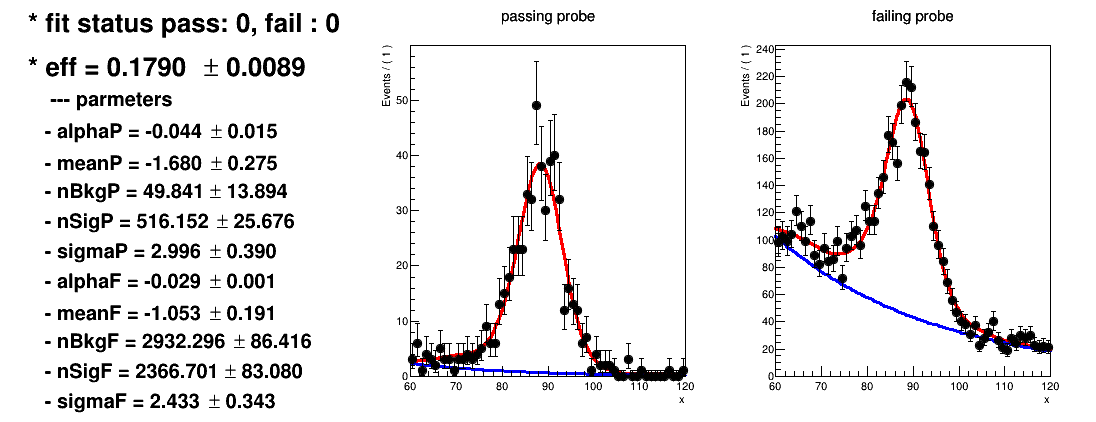 * fit status pass: 0, fail : 0
* eff = 0.1790 ± 0.0089
--- parmeters
- alphaP = -0.044 ± 0.015
- meanP = -1.680 ± 0.275
- nBkgP = 49.841 ± 13.894
- nSigP = 516.152 ± 25.676
- sigmaP = 2.996 ± 0.390
- alphaF = -0.029 ± 0.001
- meanF = -1.053 ± 0.191
- nBkgF = 2932.296 ± 86.416
- nSigF = 2366.701 ± 83.080
- sigmaF = 2.433 ± 0.343
passing probe
Events / ( 1 )
50
40
30
20
10
0
60 70 80 90 100 110 120
x
failing probe
Events / ( 1 )
240
220
200
180
160
140
120
100
80
60
40
20
0
60 70 80 90 100 110 120
x